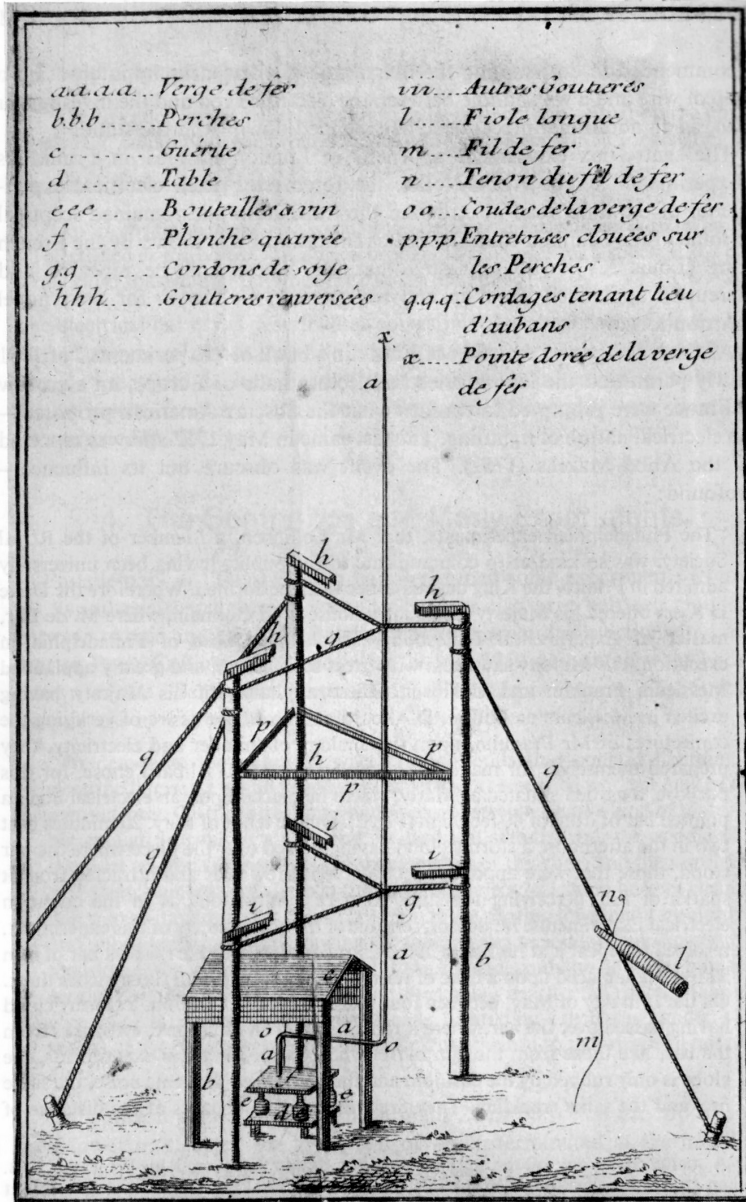 a.a.a.a.... Verge de fer
b.b.b........ Perches
c............ Guérite
d............ Table
e.e.e........ Bouteilles a vin
f............ Planche quarrée
g.g......... Cordons de soye
h.h.h....... Goutieres renversées
i.i.i...... Autres Goutieres
l..... Fiole longue
m.... Fil de fer
n..... Tenon du fil de fer
o.o... Coudes de la verge de fer
p.p.p. Entretoises clouées sur
les Perches
q.q.q. Cordages tenant lieu
d'aubans
x..... Pointe dorée de la verge
de fer
x
a
h
h
h
g
q
p
h
p
p
q
q
i
i
i
g
n
l
a
b
c
o
a
o
a
f
m
b
e
d
e